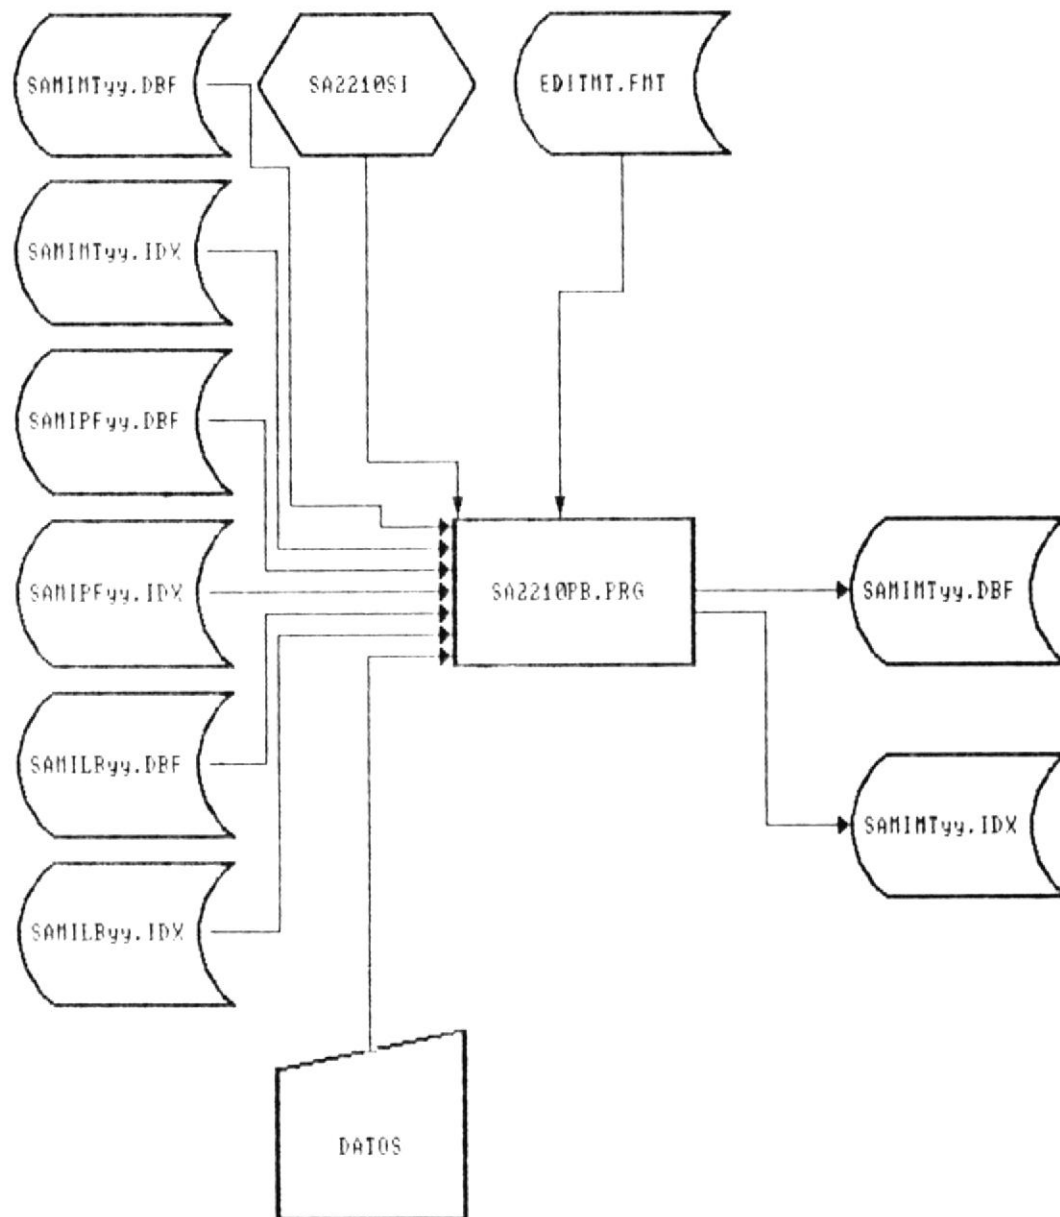 SAMIMTyy.DBF
SA2210SI
EDITMT.FMT
SAMIMTyy.IDX
SAMIPFyy.DBF
SAMIPFyy.IDX
SA2210PB.PRG
SAMIMTyy.DBF
SAMILByy.DBF
SAMIMTyy.IDX
SAMILByy.IDX
DATOS